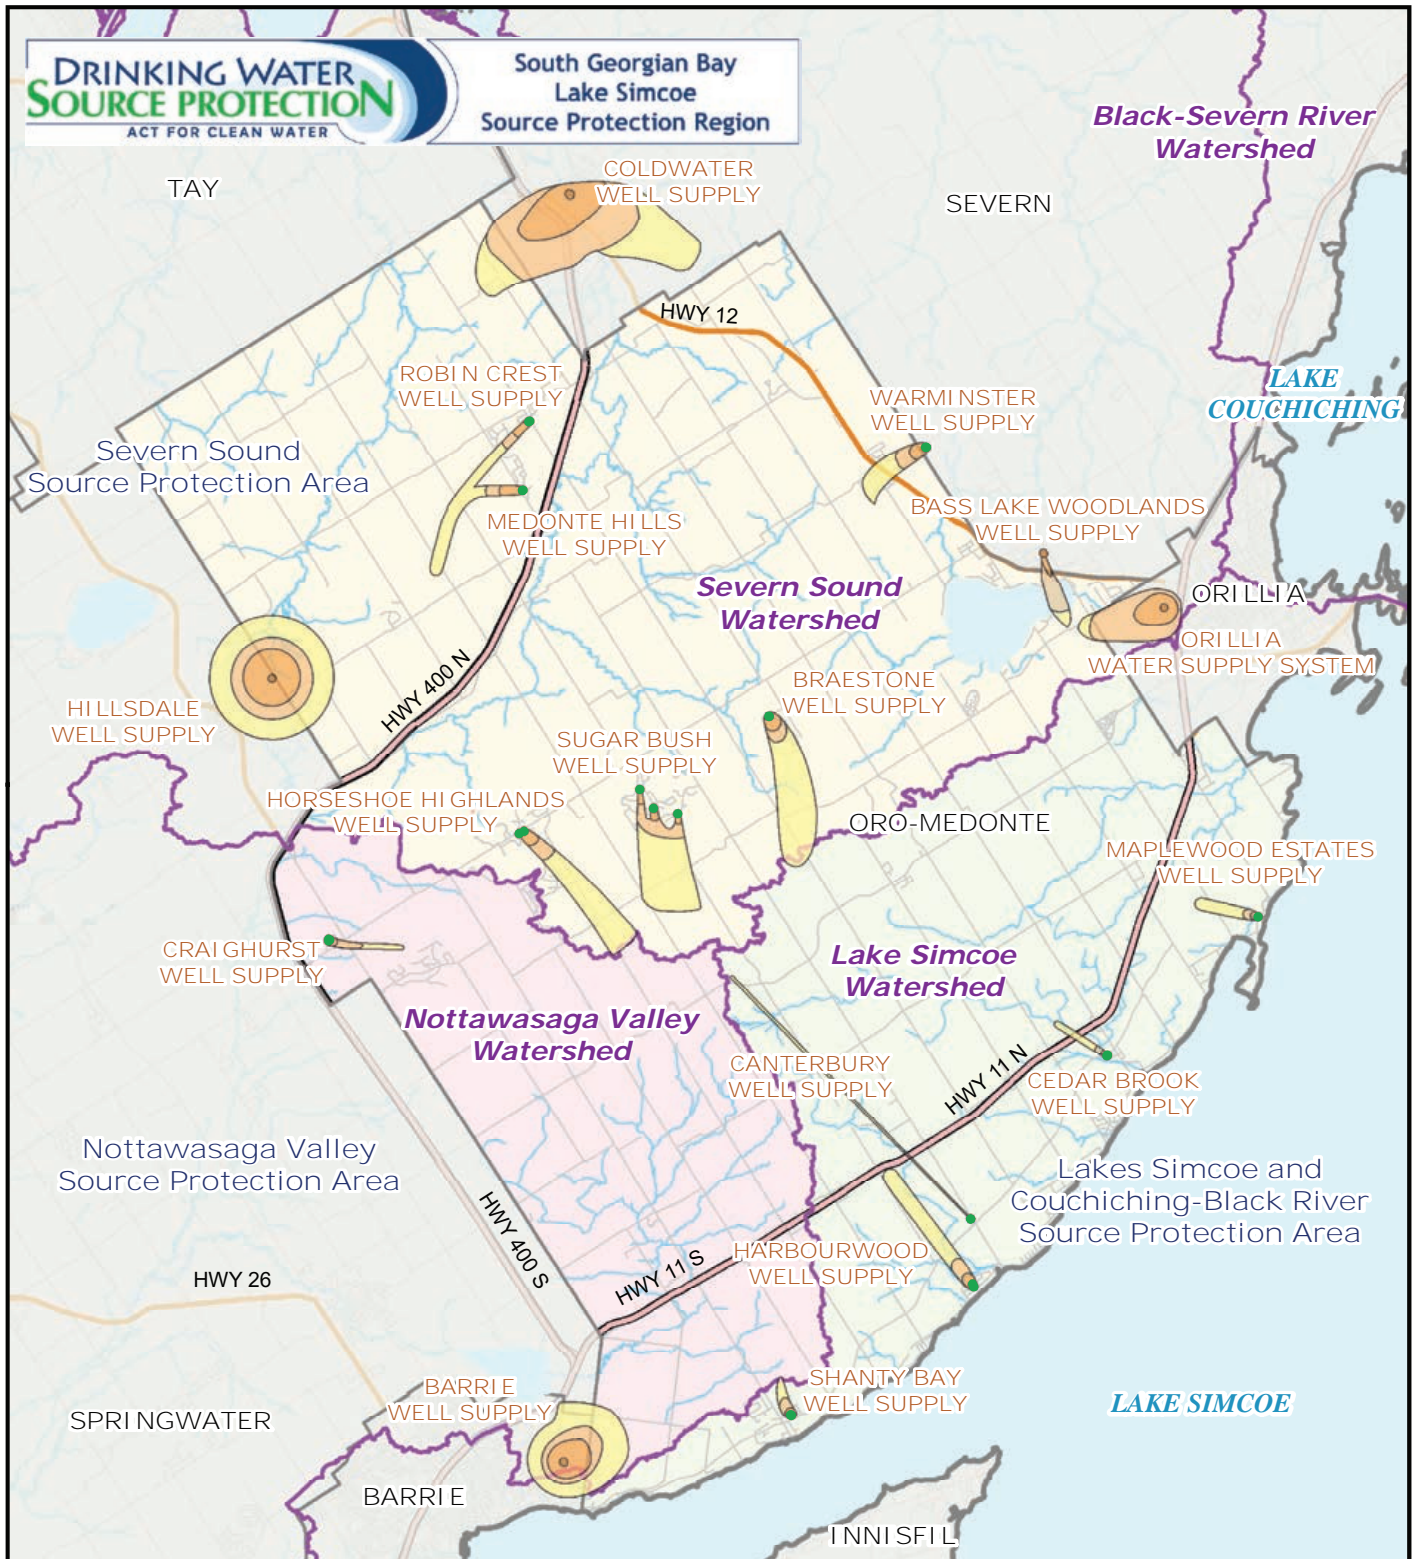 DRINKING WATER
SOURCE PROTECTION
ACT FOR CLEAN WATER
South Georgian Bay
Lake Simcoe
Source Protection Region
Black-Severn River
Watershed
TAY
COLDWATER
WELL SUPPLY
SEVERN
HWY 12
ROBIN CREST
WELL SUPPLY
LAKE
COUCHICHING
WARMINSTER
WELL SUPPLY
Severn Sound
Source Protection Area
MEDONTE HILLS
WELL SUPPLY
BASS LAKE WOODLANDS
WELL SUPPLY
Severn Sound
Watershed
ORILLIA
ORILLIA
WATER SUPPLY SYSTEM
HWY 400 N
HILLSDALE
WELL SUPPLY
BRAESTONE
WELL SUPPLY
SUGAR BUSH
WELL SUPPLY
HORSESHOE HIGHLANDS
WELL SUPPLY
ORO-MEDONTE
MAPLEWOOD ESTATES
WELL SUPPLY
CRAIGHURST
WELL SUPPLY
Lake Simcoe
Watershed
Nottawasaga Valley
Watershed
CANTERBURY
WELL SUPPLY
HWY 11 N
CEDAR BROOK
WELL SUPPLY
Nottawasaga Valley
Source Protection Area
Lakes Simcoe and
Couchiching-Black River
Source Protection Area
HWY 400 S
HARBOURWOOD
WELL SUPPLY
HWY 11 S
HWY 26
SHANTY BAY
WELL SUPPLY
BARRIE
WELL SUPPLY
LAKE SIMCOE
SPRINGWATER
BARRIE
INNISFIL